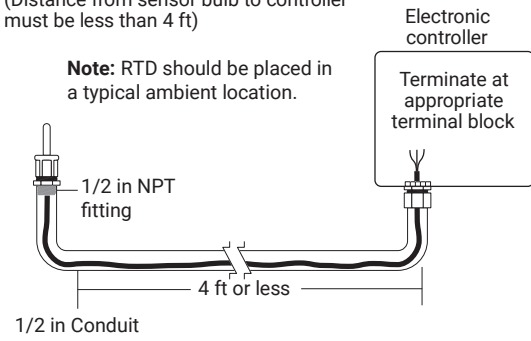 (Distance from sensor bulb to controller
must be less than 4 ft)
Note: RTD should be placed in
a typical ambient location.
Electronic
controller
Terminate at
appropriate
terminal block
1/2 in NPT
fitting
4 ft or less
1/2 in Conduit